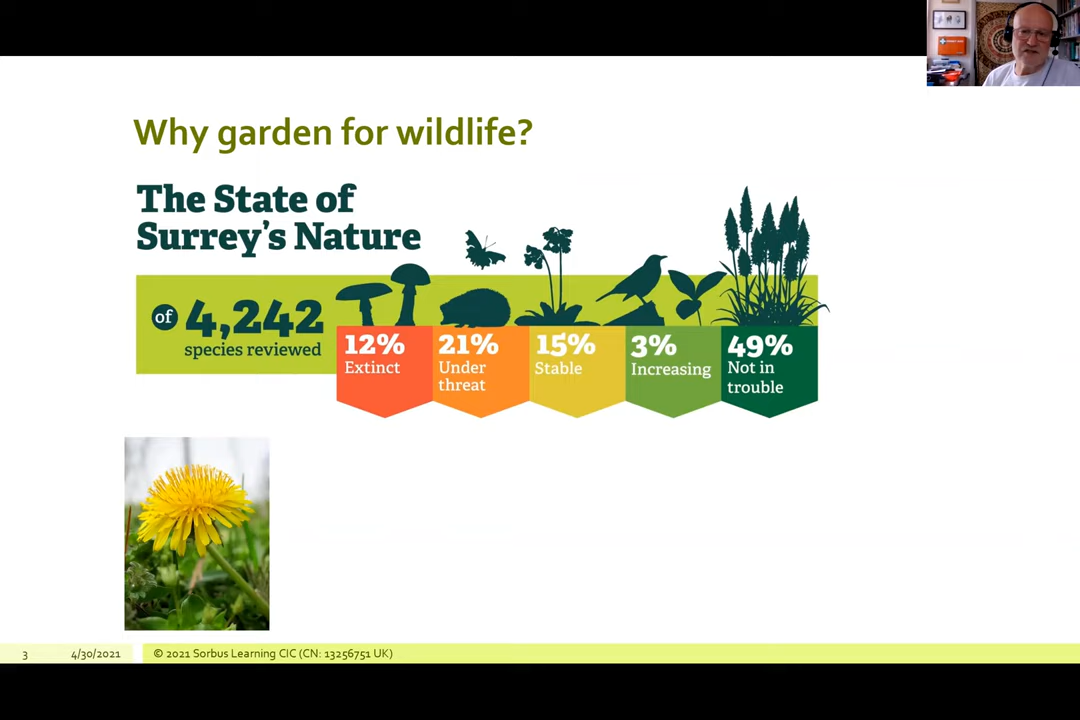 Why garden for wildlife?
The State of
Surrey's Nature
of 4,242
species reviewed
12%
Extinct
21%
Under
threat
15%
Stable
3%
Increasing
49%
Not in
trouble
3 4/30/2021 © 2021 Sorbus Learning CIC (CN: 13256751 UK)